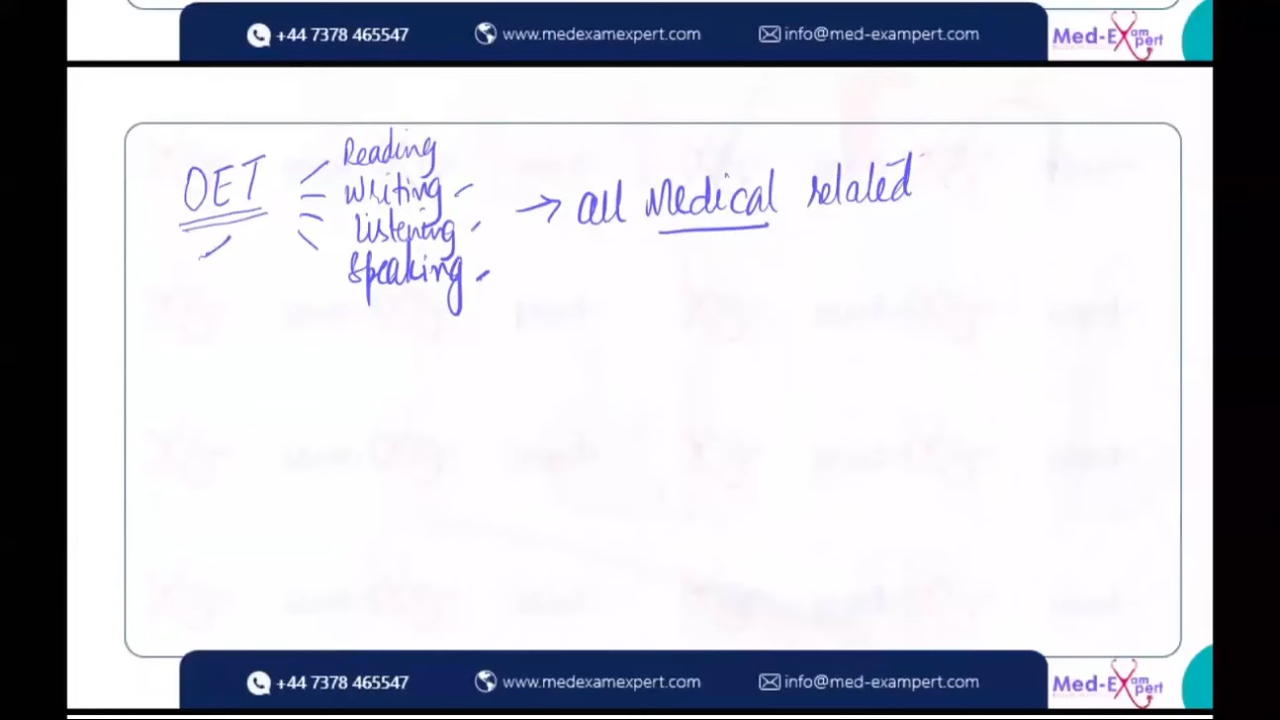 +44 7378 465547 www.medexamexpert.com info@med-exampert.com Med-Exampert
OET
Reading
Writing
Listening
Speaking
→ all Medical related
+44 7378 465547 www.medexamexpert.com info@med-exampert.com Med-Exampert